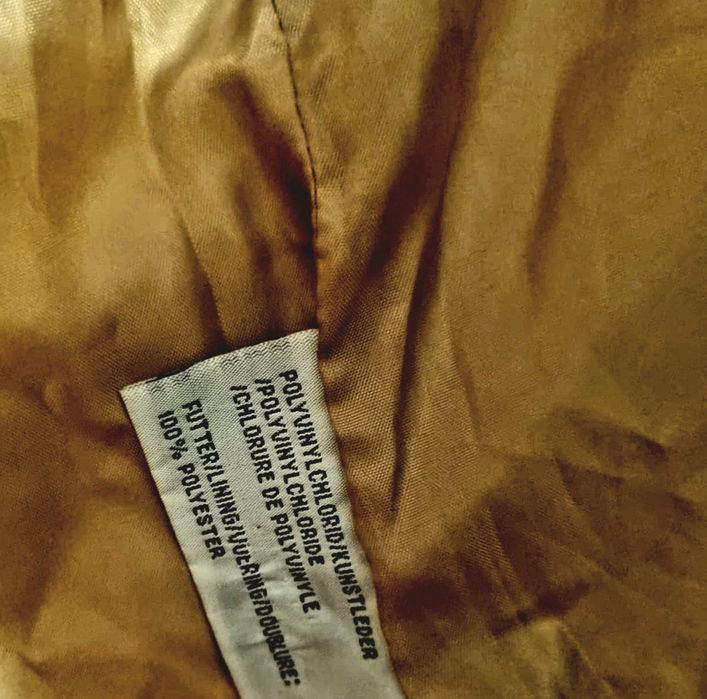 POLYVINYLCHLORID/KUNSTLEDER
/POLYVINYLCHLORIDE
/CHLORURE DE POLYVINYLE
FUTTER/LINING/VOERING/DOUBLURE:
100% POLYESTER